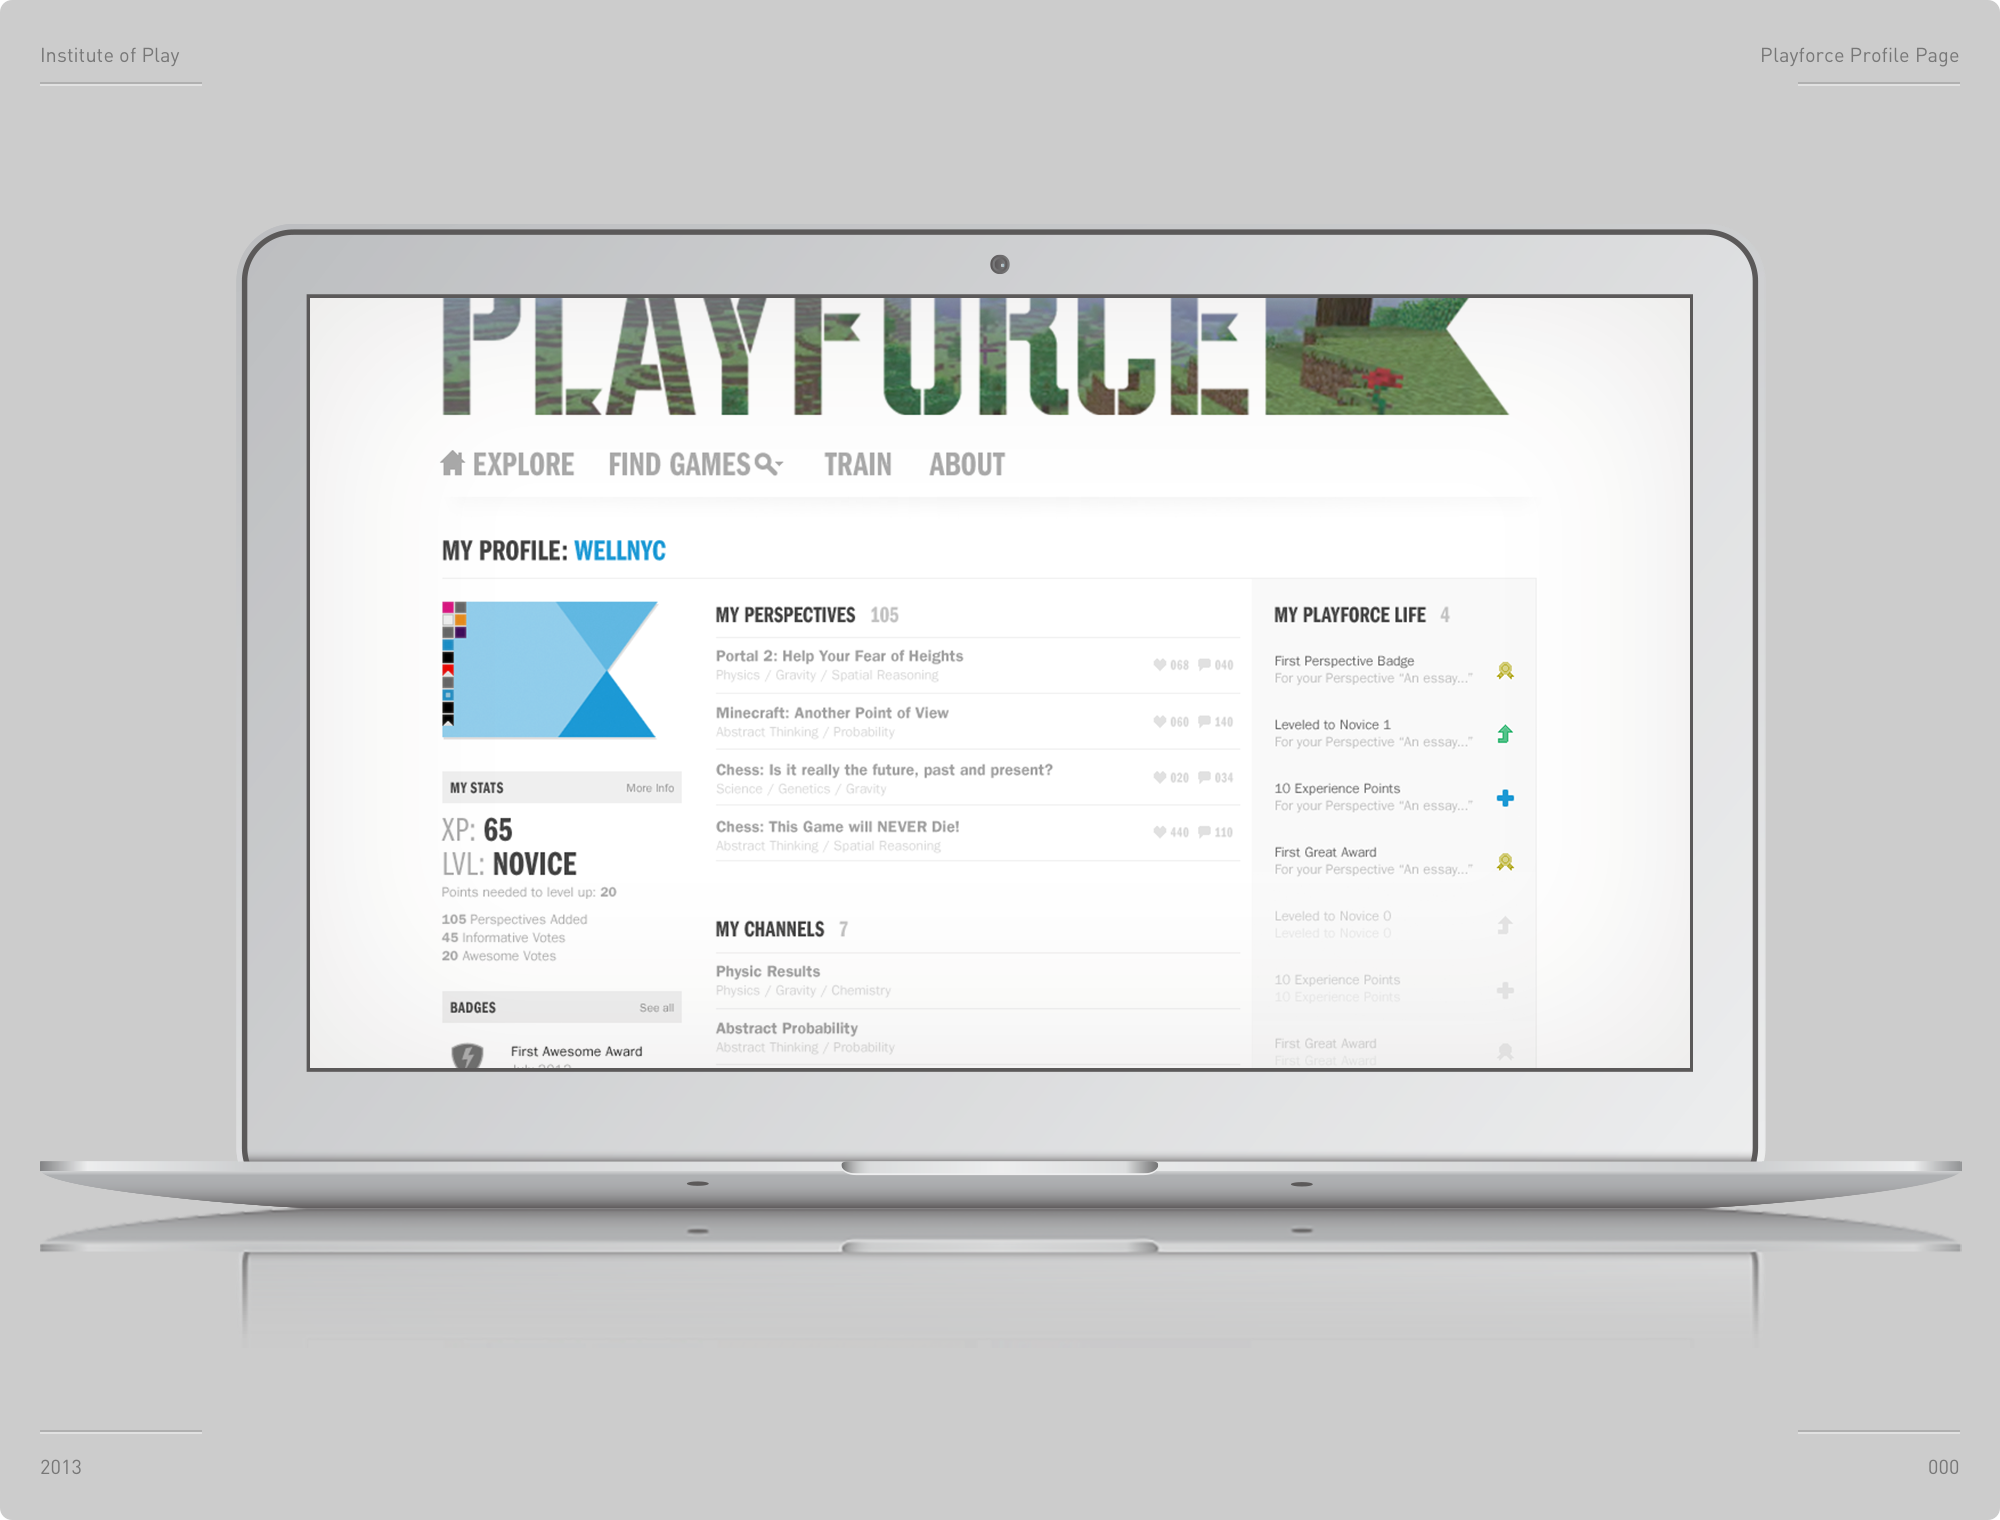 Institute of Play
Playforce Profile Page
PLAYFORCE
EXPLORE FIND GAMES TRAIN ABOUT
MY PROFILE: WELLNYC
MY STATS More Info
XP: 65
LVL: NOVICE
Points needed to level up: 20
105 Perspectives Added
45 Informative Votes
20 Awesome Votes
BADGES See all
First Awesome Award
July 2013
MY PERSPECTIVES 105
Portal 2: Help Your Fear of Heights
Physics / Gravity / Spatial Reasoning
068 040
Minecraft: Another Point of View
Abstract Thinking / Probability
060 140
Chess: Is it really the future, past and present?
Science / Genetics / Gravity
020 034
Chess: This Game will NEVER Die!
Abstract Thinking / Spatial Reasoning
440 110
MY CHANNELS 7
Physic Results
Physics / Gravity / Chemistry
Abstract Probability
Abstract Thinking / Probability
MY PLAYFORCE LIFE 4
First Perspective Badge
For your Perspective “An essay...”
Leveled to Novice 1
For your Perspective “An essay...”
10 Experience Points
For your Perspective “An essay...”
First Great Award
For your Perspective “An essay...”
Leveled to Novice 0
Leveled to Novice 0
10 Experience Points
10 Experience Points
First Great Award
First Great Award
2013
000